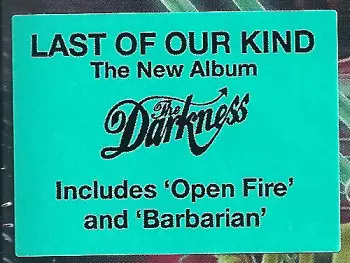 LAST OF OUR KIND
The New Album
The
Darkness
Includes 'Open Fire'
and 'Barbarian'